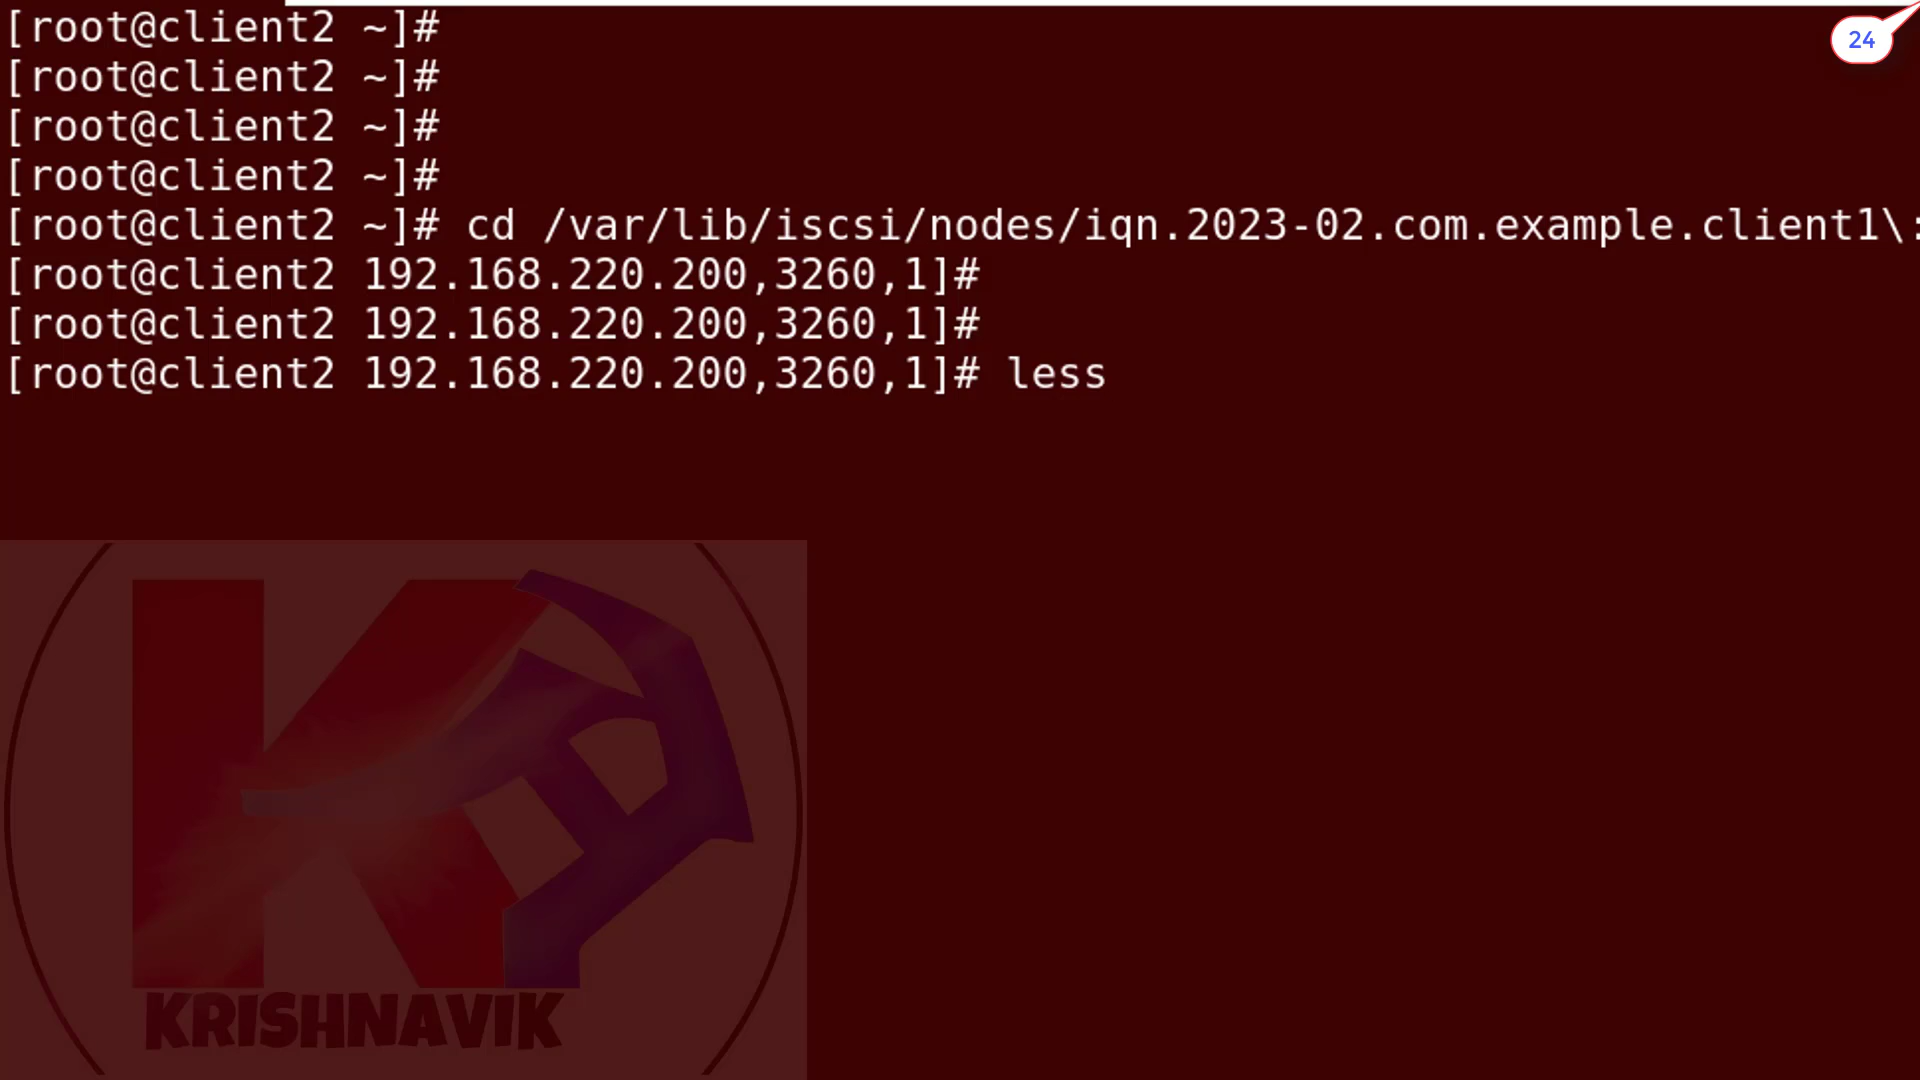 [root@client2 ~]#
24
[root@client2 ~]#
[root@client2 ~]#
[root@client2 ~]#
[root@client2 ~]# cd /var/lib/iscsi/nodes/iqn.2023-02.com.example.client1\:
[root@client2 192.168.220.200,3260,1]#
[root@client2 192.168.220.200,3260,1]#
[root@client2 192.168.220.200,3260,1]# less
KRISHNAVIK